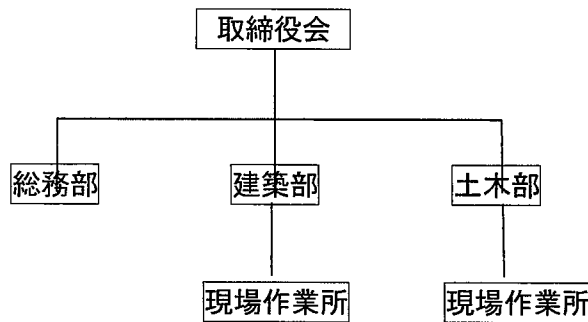 取締役会
総務部
建築部
土木部
現場作業所
現場作業所